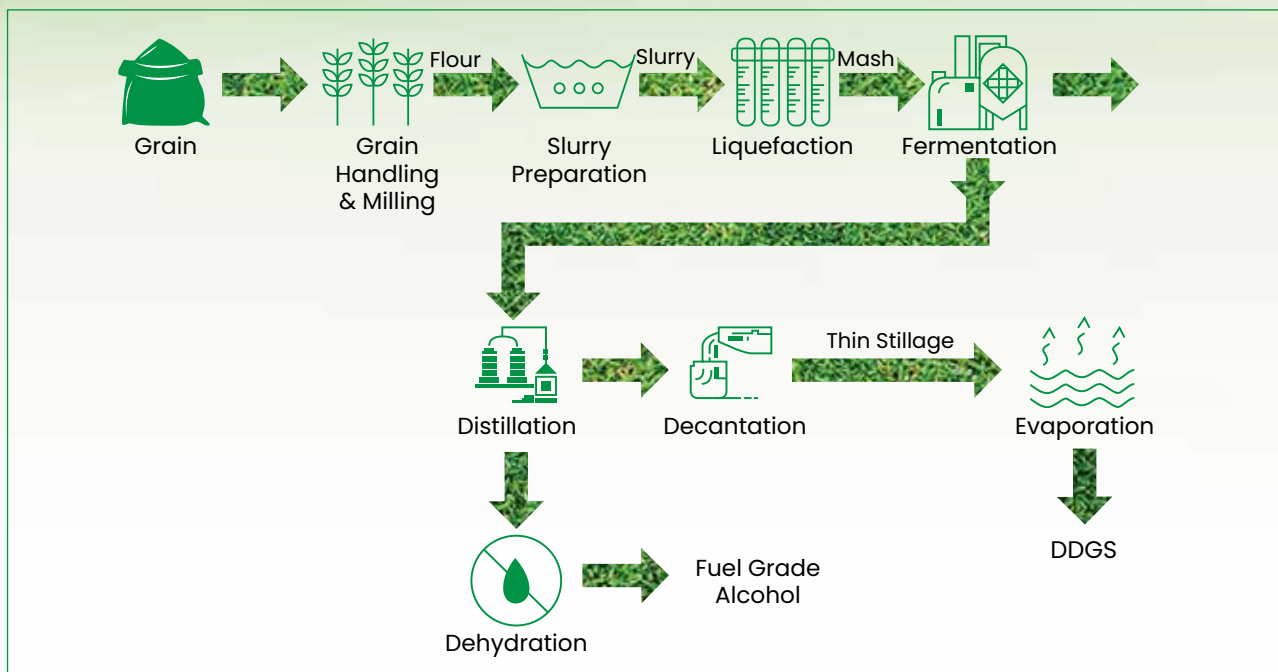 Flour
Slurry
Mash
Grain
Grain
Handling
& Milling
Slurry
Preparation
Liquefaction
Fermentation
Thin Stillage
Distillation
Decantation
Evaporation
DDGS
Fuel Grade
Alcohol
Dehydration